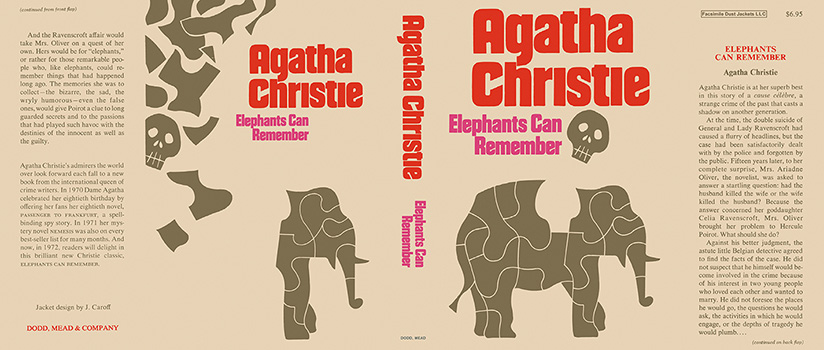 (continued from front flap)
And the Ravenscroft affair would
take Mrs. Oliver on a quest of her
own. Hers would be for “elephants,”
or rather for those remarkable peo-
ple who, like elephants, could re-
member things that had happened
long ago. The memories she was to
collect—the bizarre, the sad, the
wryly humorous—even the false
ones, would give Poirot a clue to long
guarded secrets and to the passions
that had played such havoc with the
destinies of the innocent as well as
the guilty.
Agatha Christie’s admirers the world
over look forward each fall to a new
book from the international queen of
crime writers. In 1970 Dame Agatha
celebrated her eightieth birthday by
offering her fans her eightieth novel,
PASSENGER TO FRANKFURT, a spell-
binding spy story. In 1971 her mys-
tery novel NEMESIS was also on every
best-seller list for many months. And
now, in 1972, readers will delight in
this brilliant new Christie classic,
ELEPHANTS CAN REMEMBER.
Jacket design by J. Caroff
DODD, MEAD & COMPANY
Agatha
Christie
Elephants Can
Remember
Agatha Christie
Elephants Can
Remember
DODD, MEAD
Agatha
Christie
Elephants Can
Remember
Facsimile Dust Jackets LLC
$6.95
ELEPHANTS
CAN REMEMBER
Agatha Christie
Agatha Christie is at her superb best
in this story of a cause célèbre, a
strange crime of the past that casts a
shadow on another generation.
At the time, the double suicide of
General and Lady Ravenscroft had
caused a flurry of headlines, but the
case had been satisfactorily dealt
with by the police and forgotten by
the public. Fifteen years later, to her
complete surprise, Mrs. Ariadne
Oliver, the novelist, was asked to
answer a startling question: had the
husband killed the wife or the wife
killed the husband? Because the
answer concerned her goddaughter
Celia Ravenscroft, Mrs. Oliver
brought her problem to Hercule
Poirot. What should she do?
Against his better judgment, the
astute little Belgian detective agreed
to find the facts of the case. He did
not suspect that he himself would be-
come involved in the crime because
of his interest in two young people
who loved each other and wanted to
marry. He did not foresee the places
he would go, the questions he would
ask, the activities in which he would
engage, or the depths of tragedy he
would plumb....
(continued on back flap)